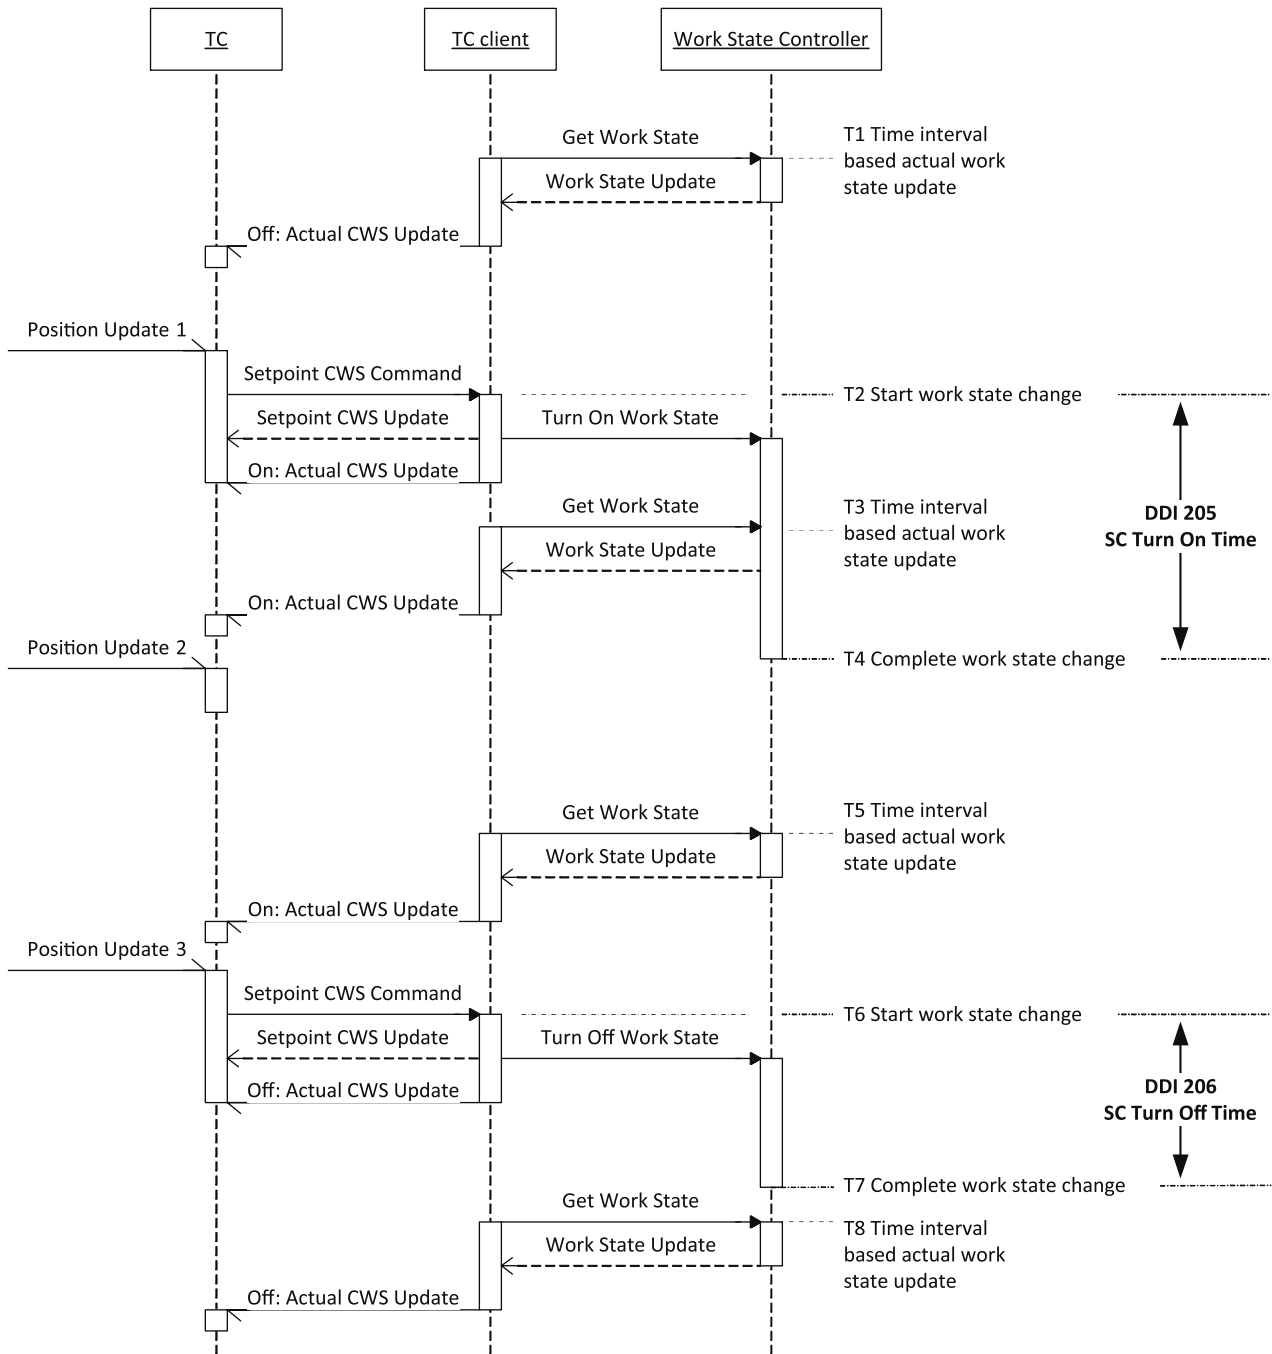 TC
TC client
Work State Controller
Get Work State
T1 Time interval
based actual work
state update
Work State Update
Off: Actual CWS Update
Position Update 1
Setpoint CWS Command
T2 Start work state change
Setpoint CWS Update
Turn On Work State
On: Actual CWS Update
Get Work State
T3 Time interval
based actual work
state update
DDI 205
SC Turn On Time
Work State Update
On: Actual CWS Update
Position Update 2
T4 Complete work state change
Get Work State
T5 Time interval
based actual work
state update
Work State Update
On: Actual CWS Update
Position Update 3
Setpoint CWS Command
T6 Start work state change
Setpoint CWS Update
Turn Off Work State
Off: Actual CWS Update
DDI 206
SC Turn Off Time
T7 Complete work state change
Get Work State
T8 Time interval
based actual work
state update
Work State Update
Off: Actual CWS Update